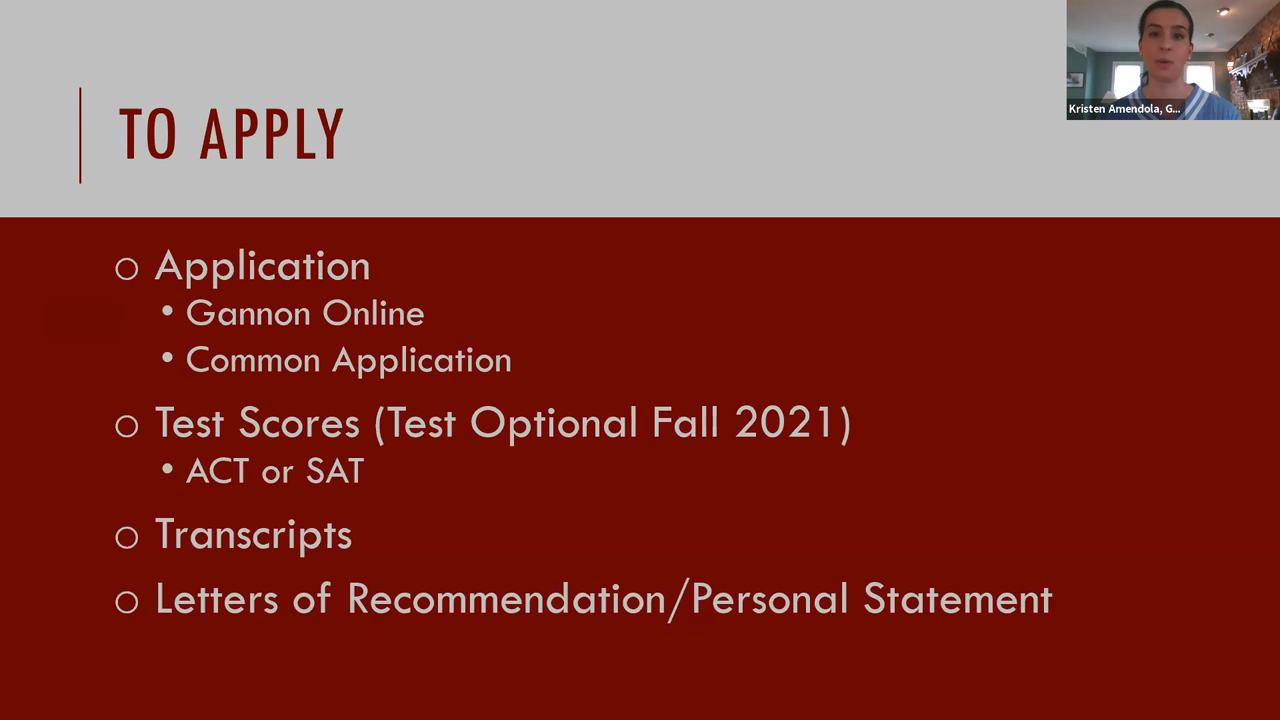 Kristen Amendola, G...
TO APPLY
o Application
• Gannon Online
• Common Application
o Test Scores (Test Optional Fall 2021)
• ACT or SAT
o Transcripts
o Letters of Recommendation/Personal Statement